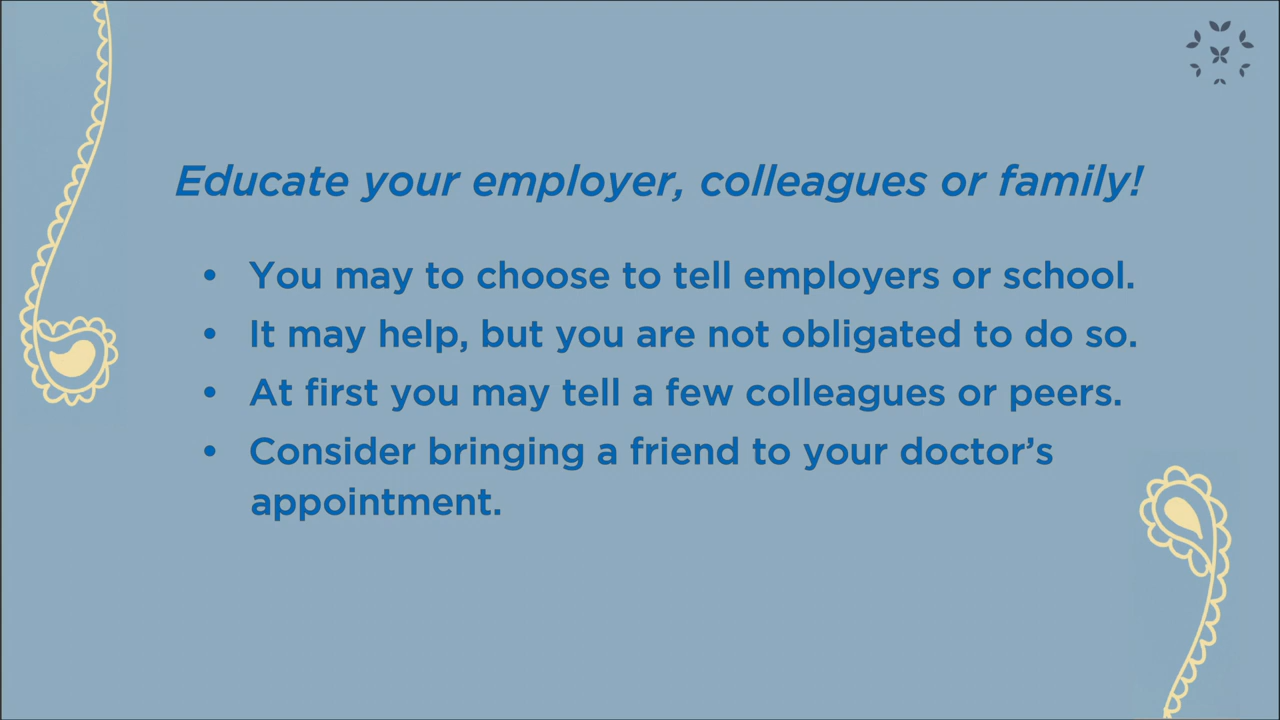 Educate your employer, colleagues or family!
• You may to choose to tell employers or school.
• It may help, but you are not obligated to do so.
• At first you may tell a few colleagues or peers.
• Consider bringing a friend to your doctor’s
appointment.